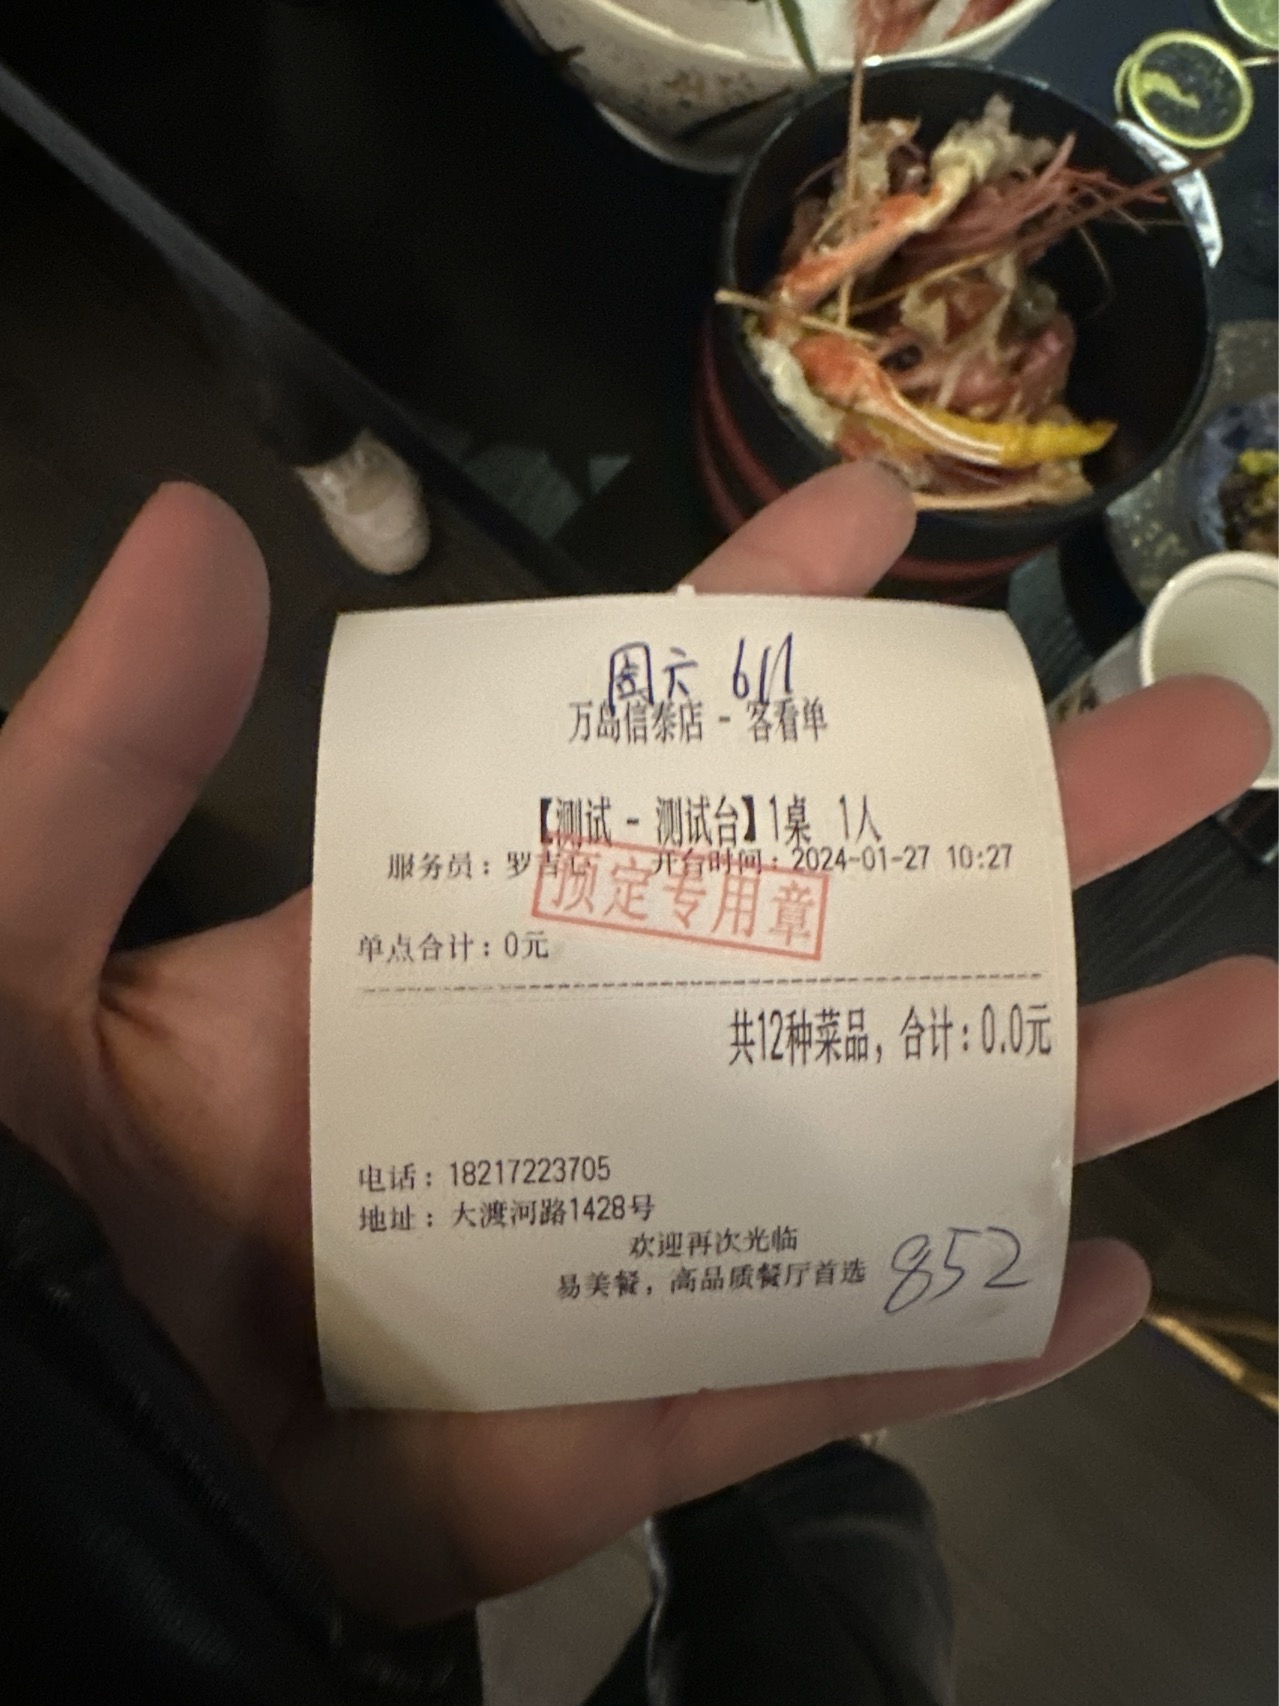 周六 611
万岛信泰店 - 客看单
【测试 - 测试台】1桌 1人
服务员：罗吉 开台时间：2024-01-27 10:27
预定专用章
单点合计：0元
共12种菜品，合计：0.0元
电话：18217223705
地址：大渡河路1428号
欢迎再次光临
易美餐，高品质餐厅首选
852